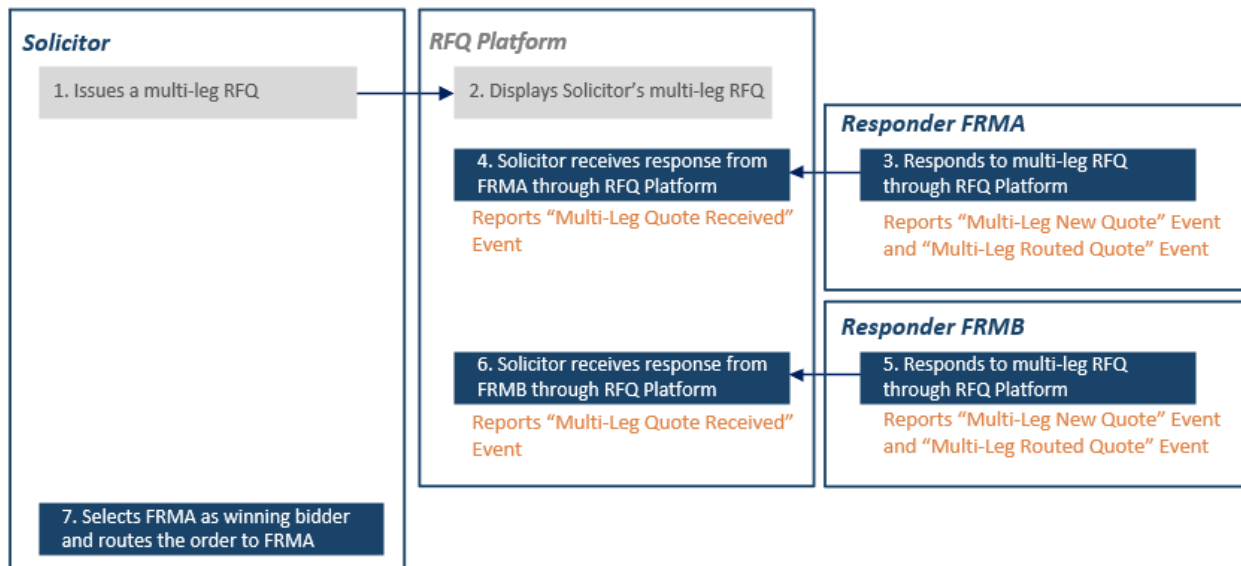 Solicitor
1. Issues a multi-leg RFQ
RFQ Platform
2. Displays Solicitor's multi-leg RFQ
Responder FRMA
3. Responds to multi-leg RFQ
through RFQ Platform
Reports “Multi-Leg New Quote” Event
and “Multi-Leg Routed Quote” Event
4. Solicitor receives response from
FRMA through RFQ Platform
Reports “Multi-Leg Quote Received”
Event
Responder FRMB
5. Responds to multi-leg RFQ
through RFQ Platform
Reports “Multi-Leg New Quote” Event
and “Multi-Leg Routed Quote” Event
6. Solicitor receives response from
FRMB through RFQ Platform
Reports “Multi-Leg Quote Received”
Event
7. Selects FRMA as winning bidder
and routes the order to FRMA